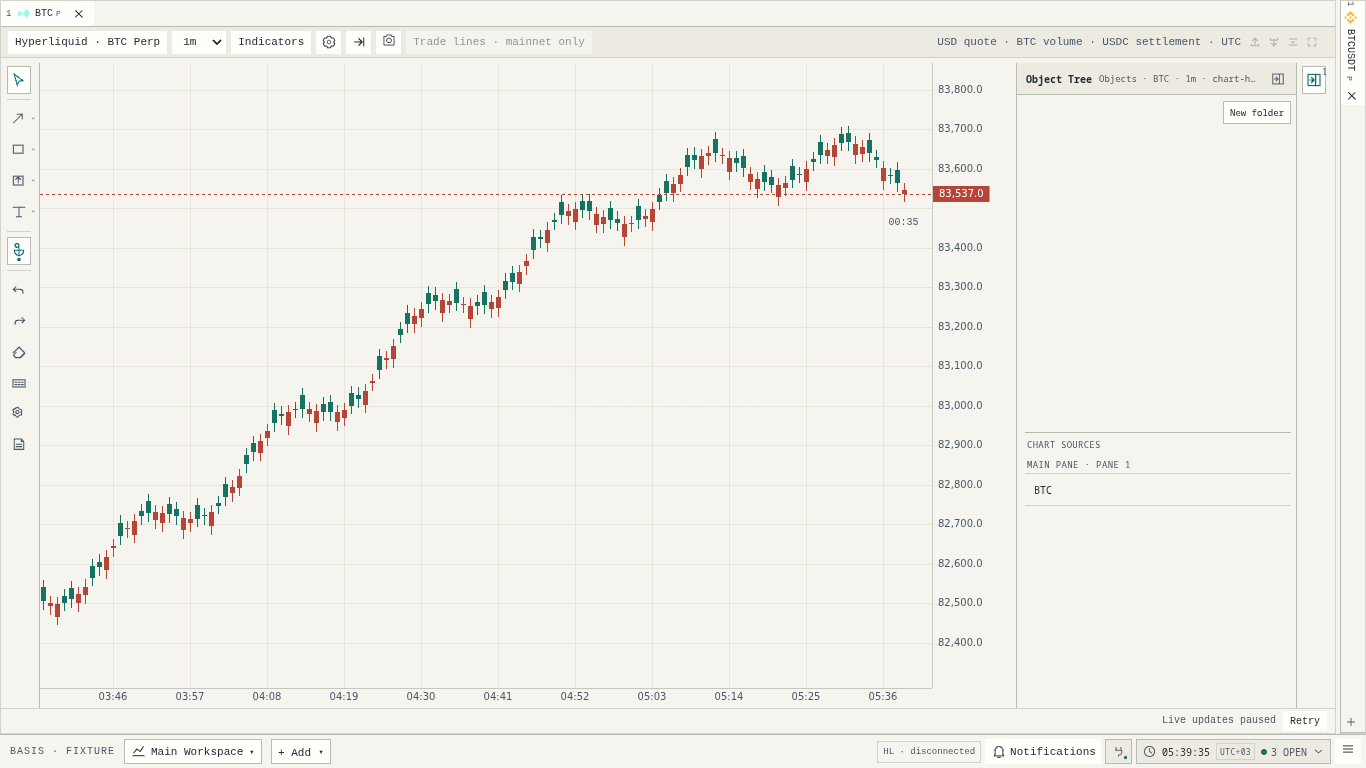 1 BTC P
Hyperliquid · BTC Perp 1m Indicators Trade lines · mainnet only USD quote · BTC volume · USDC settlement · UTC
1 BTCUSDT P
Object Tree Objects · BTC · 1m · chart-h…
1
New folder
83,800.0
83,700.0
83,600.0
83,537.0
00:35
83,400.0
83,300.0
83,200.0
83,100.0
83,000.0
82,900.0
82,800.0
82,700.0
82,600.0
82,500.0
82,400.0
CHART SOURCES
MAIN PANE · PANE 1
BTC
03:46 03:57 04:08 04:19 04:30 04:41 04:52 05:03 05:14 05:25 05:36
Live updates paused Retry
BASIS · FIXTURE Main Workspace + Add HL · disconnected Notifications 05:39:35 UTC+03 3 OPEN